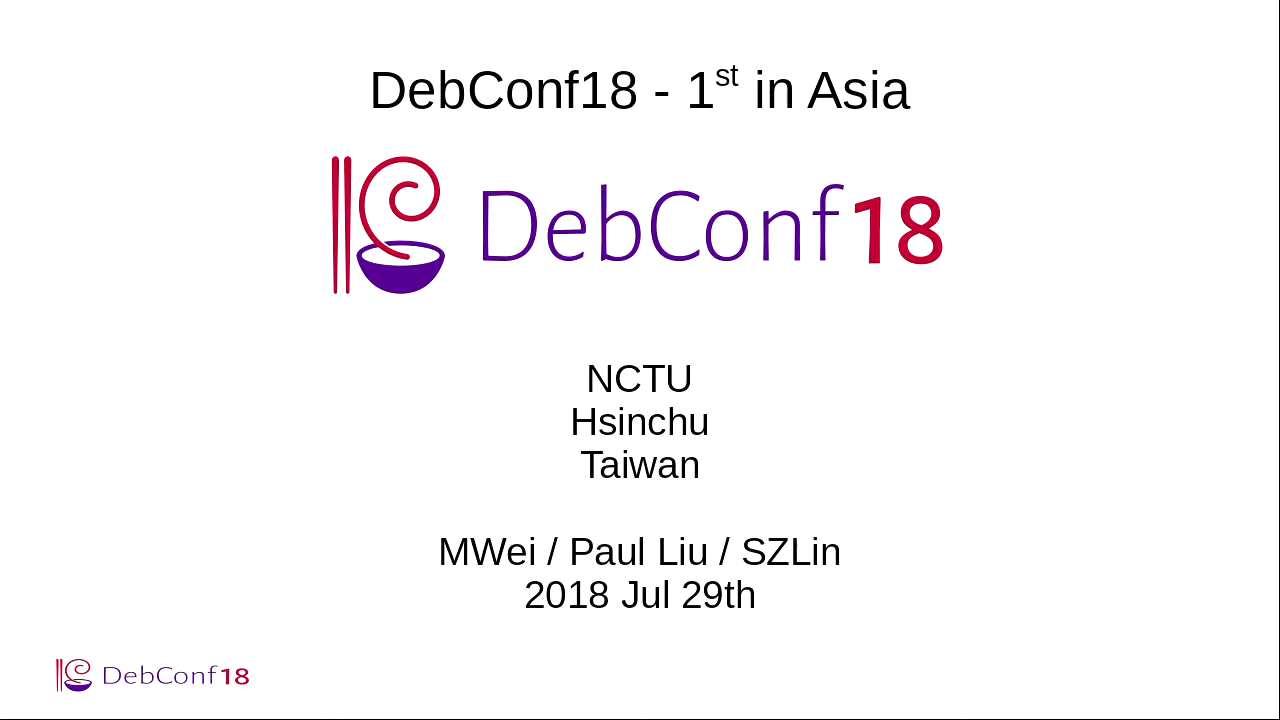 DebConf18 - 1st in Asia
DebConf18
NCTU
Hsinchu
Taiwan
MWei / Paul Liu / SZLin
2018 Jul 29th
DebConf18